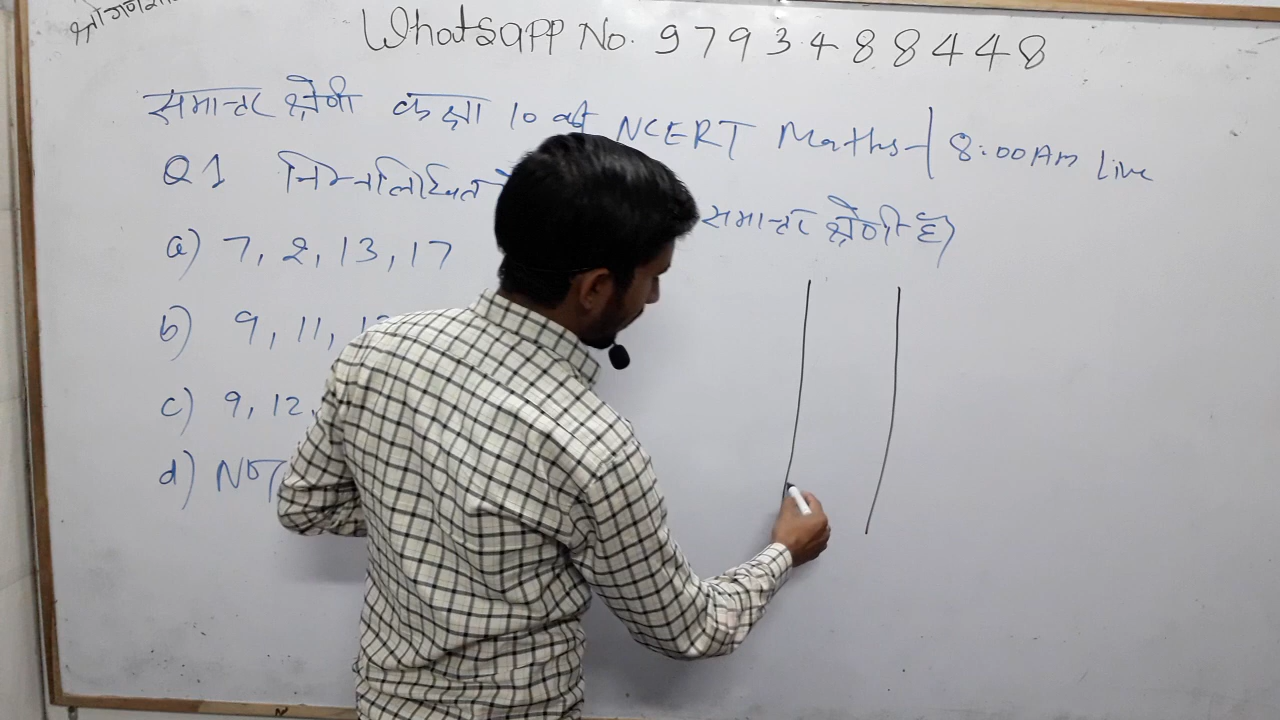 श्री गणेशाय
Whatsapp No. 9793488448
समान्तर श्रेणी कक्षा 10 की NCERT Maths- | 8:00AM Live
Q1 निम्नलिखित समान्तर श्रेणी है)
a) 7, 2, 13, 17
b) 9, 11,
c) 9, 12,
d)